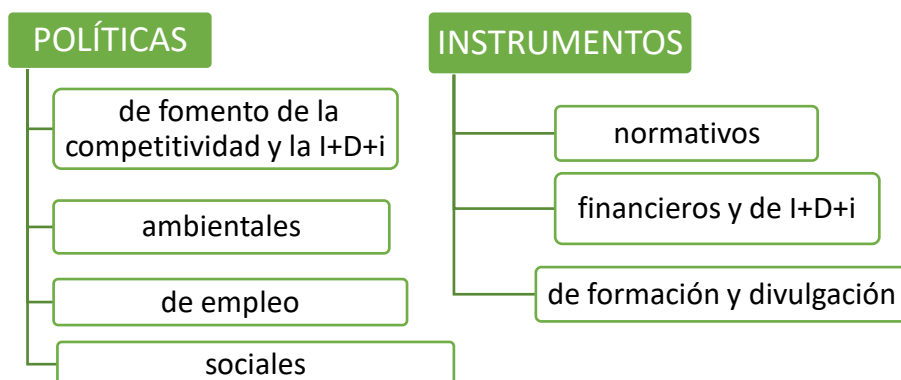 POLÍTICAS
de fomento de la
competitividad y la I+D+i
ambientales
de empleo
sociales
INSTRUMENTOS
normativos
financieros y de I+D+i
de formación y divulgación